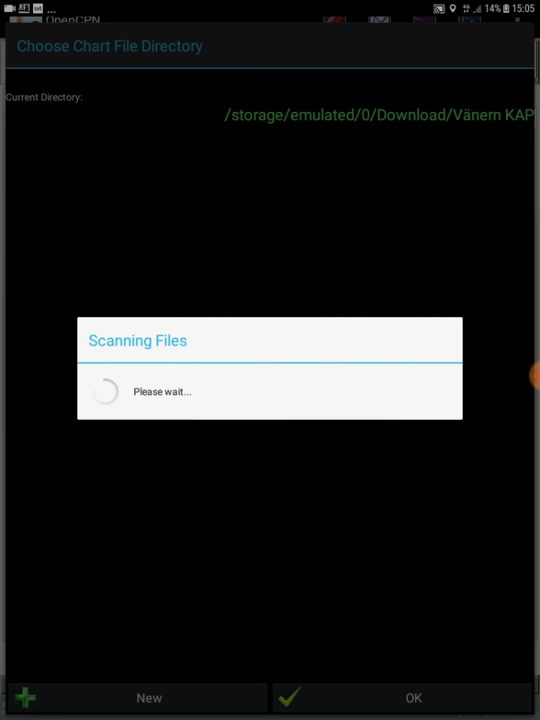 14% 15:05
OpenCPN
Choose Chart File Directory
Current Directory:
/storage/emulated/0/Download/Vänern KAP
Scanning Files
Please wait...
New
OK